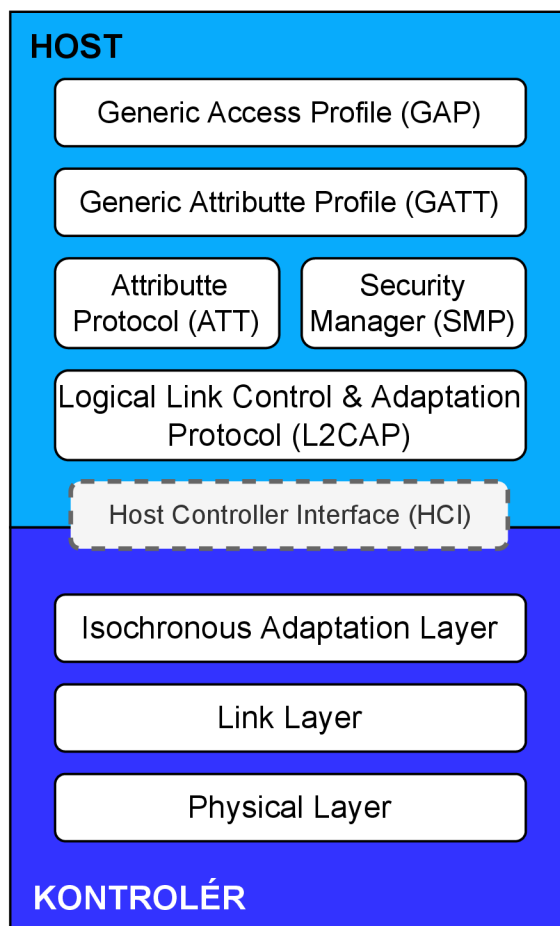 HOST
Generic Access Profile (GAP)
Generic Attributte Profile (GATT)
Attributte
Protocol (ATT)
Security
Manager (SMP)
Logical Link Control & Adaptation
Protocol (L2CAP)
Host Controller Interface (HCI)
Isochronous Adaptation Layer
Link Layer
Physical Layer
KONTROLÉR